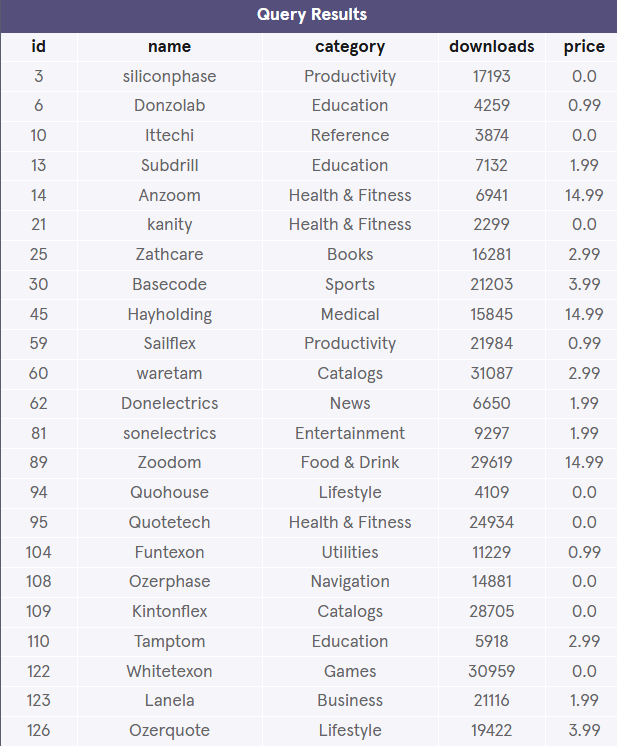 Query Results
id name category downloads price
3 siliconphase Productivity 17193 0.0
6 Donzolab Education 4259 0.99
10 Ittechi Reference 3874 0.0
13 Subdrill Education 7132 1.99
14 Anzoom Health & Fitness 6941 14.99
21 kanity Health & Fitness 2299 0.0
25 Zathcare Books 16281 2.99
30 Basecode Sports 21203 3.99
45 Hayholding Medical 15845 14.99
59 Sailflex Productivity 21984 0.99
60 waretam Catalogs 31087 2.99
62 Donelectrics News 6650 1.99
81 sonelectrics Entertainment 9297 1.99
89 Zoodom Food & Drink 29619 14.99
94 Quohouse Lifestyle 4109 0.0
95 Quotetech Health & Fitness 24934 0.0
104 Funtexon Utilities 11229 0.99
108 Ozerphase Navigation 14881 0.0
109 Kintonflex Catalogs 28705 0.0
110 Tamptom Education 5918 2.99
122 Whitetexon Games 30959 0.0
123 Lanela Business 21116 1.99
126 Ozerquote Lifestyle 19422 3.99